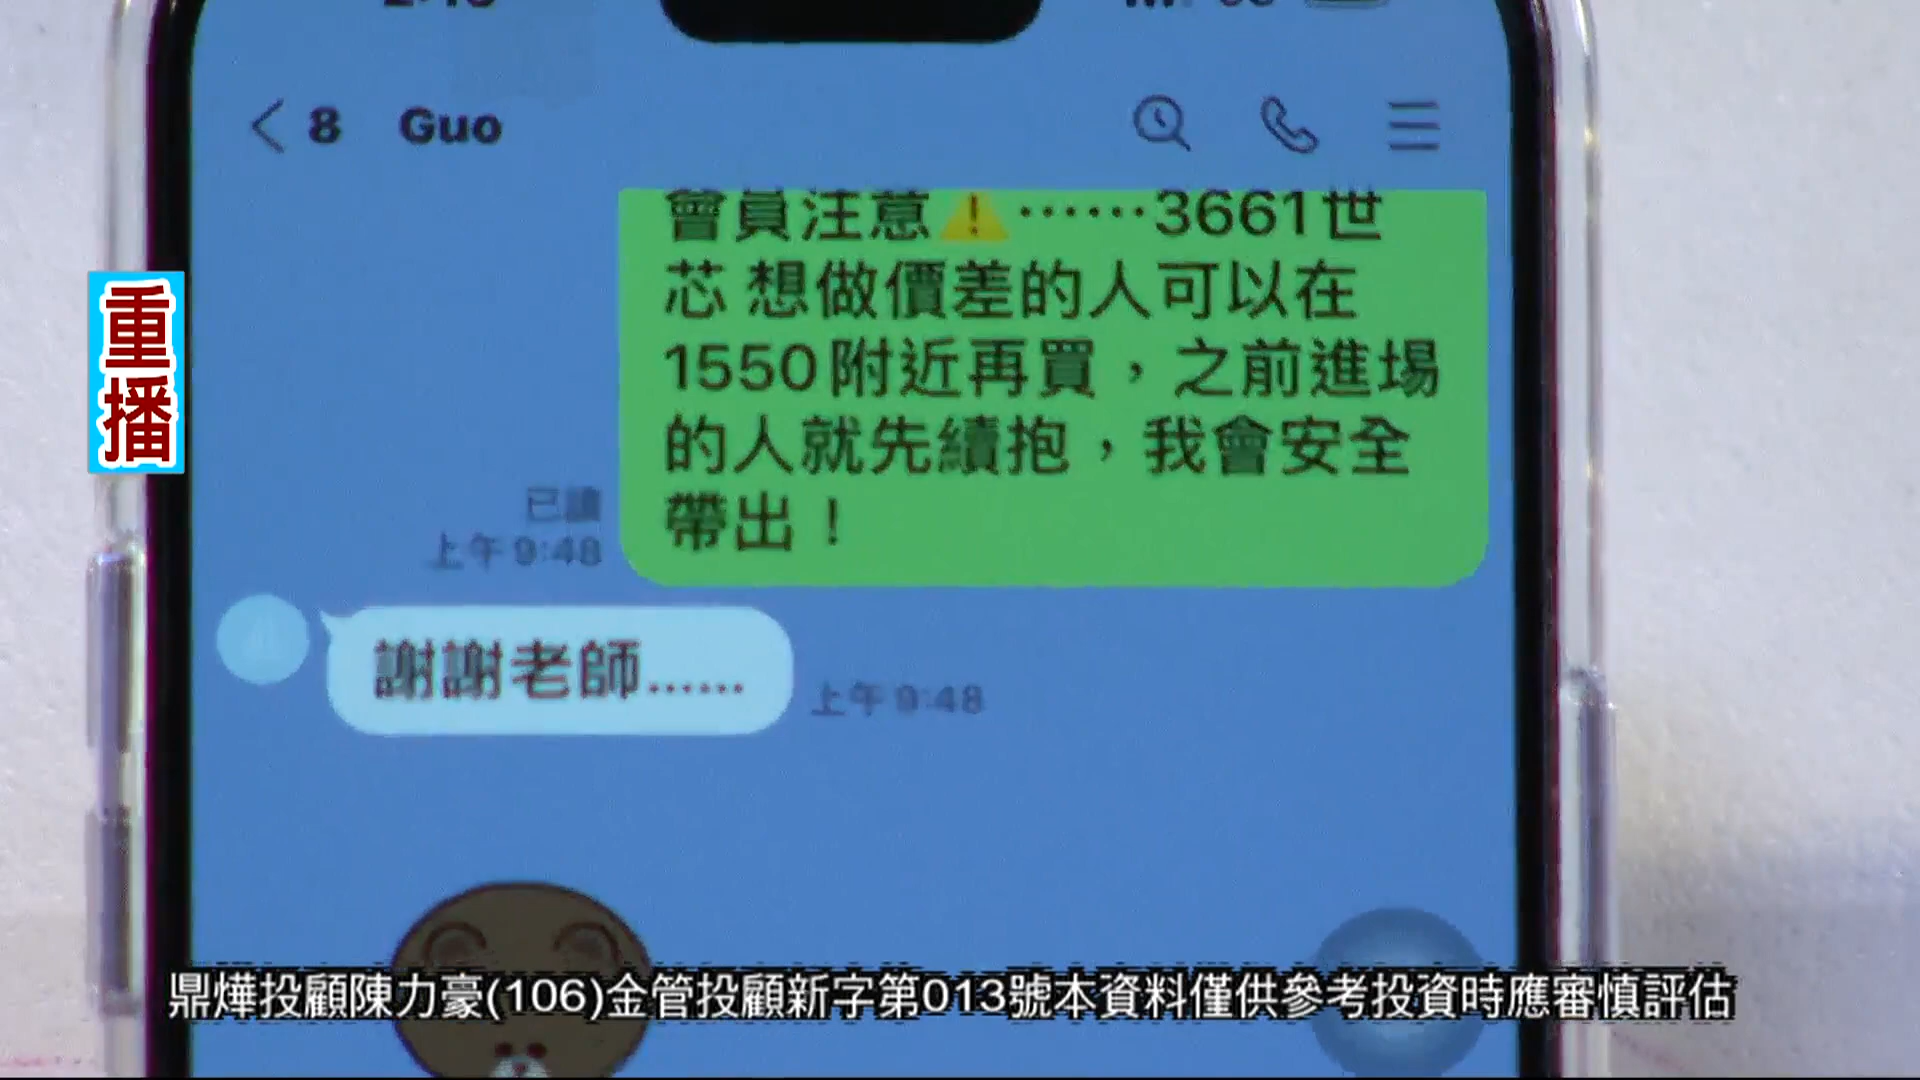 8 Guo
會員注意⚠️⋯⋯3661世
芯 想做價差的人可以在
1550附近再買，之前進場
的人就先續抱，我會安全
帶出！
已讀
上午9:48
謝謝老師......
上午9:48
重播
鼎燁投顧陳力豪(106)金管投顧新字第013號本資料僅供參考投資時應審慎評估